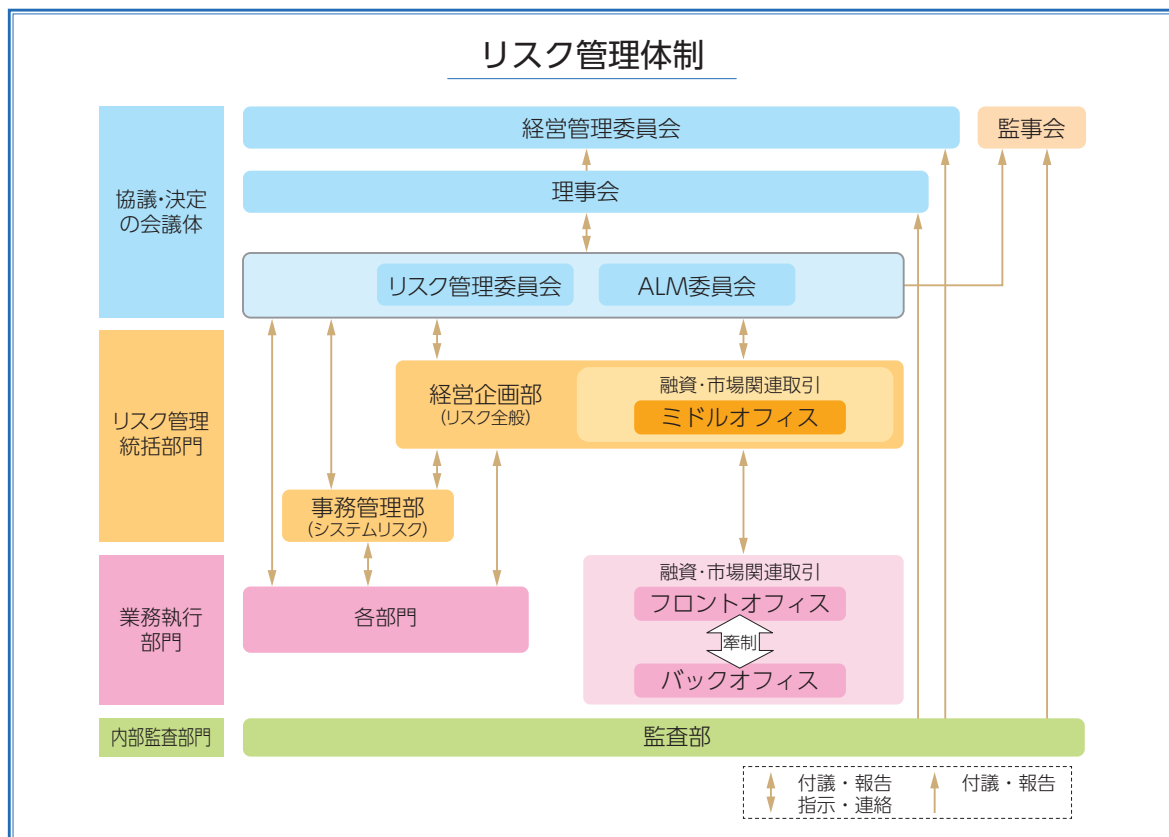 リスク管理体制
協議・決定
の会議体
経営管理委員会
監事会
理事会
リスク管理委員会
ALM委員会
リスク管理
統括部門
経営企画部
(リスク全般)
融資・市場関連取引
ミドルオフィス
事務管理部
(システムリスク)
業務執行
部門
各部門
融資・市場関連取引
フロントオフィス
牽制
バックオフィス
内部監査部門
監査部
付議・報告
指示・連絡
付議・報告